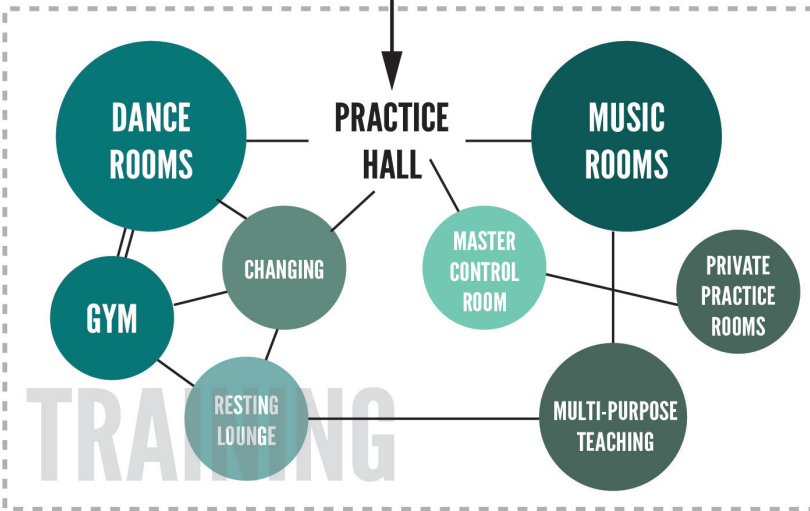 DANCE
ROOMS
PRACTICE
HALL
MUSIC
ROOMS
CHANGING
MASTER
CONTROL
ROOM
PRIVATE
PRACTICE
ROOMS
GYM
RESTING
LOUNGE
MULTI-PURPOSE
TEACHING
TRAINING